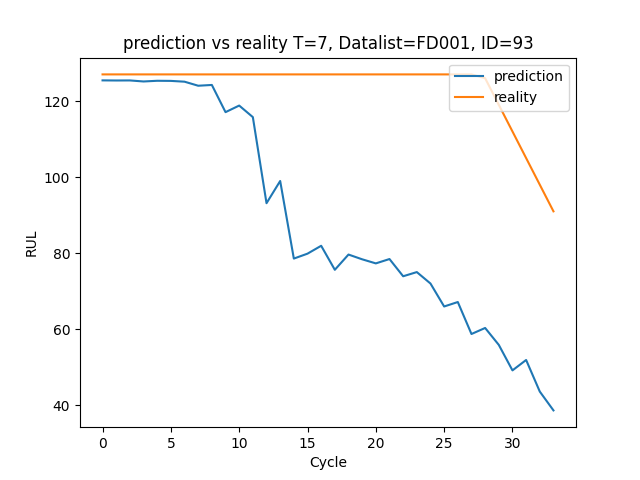 prediction vs reality T=7, Datalist=FD001, ID=93
prediction
reality
120
100
80
60
40
RUL
0 5 10 15 20 25 30
Cycle